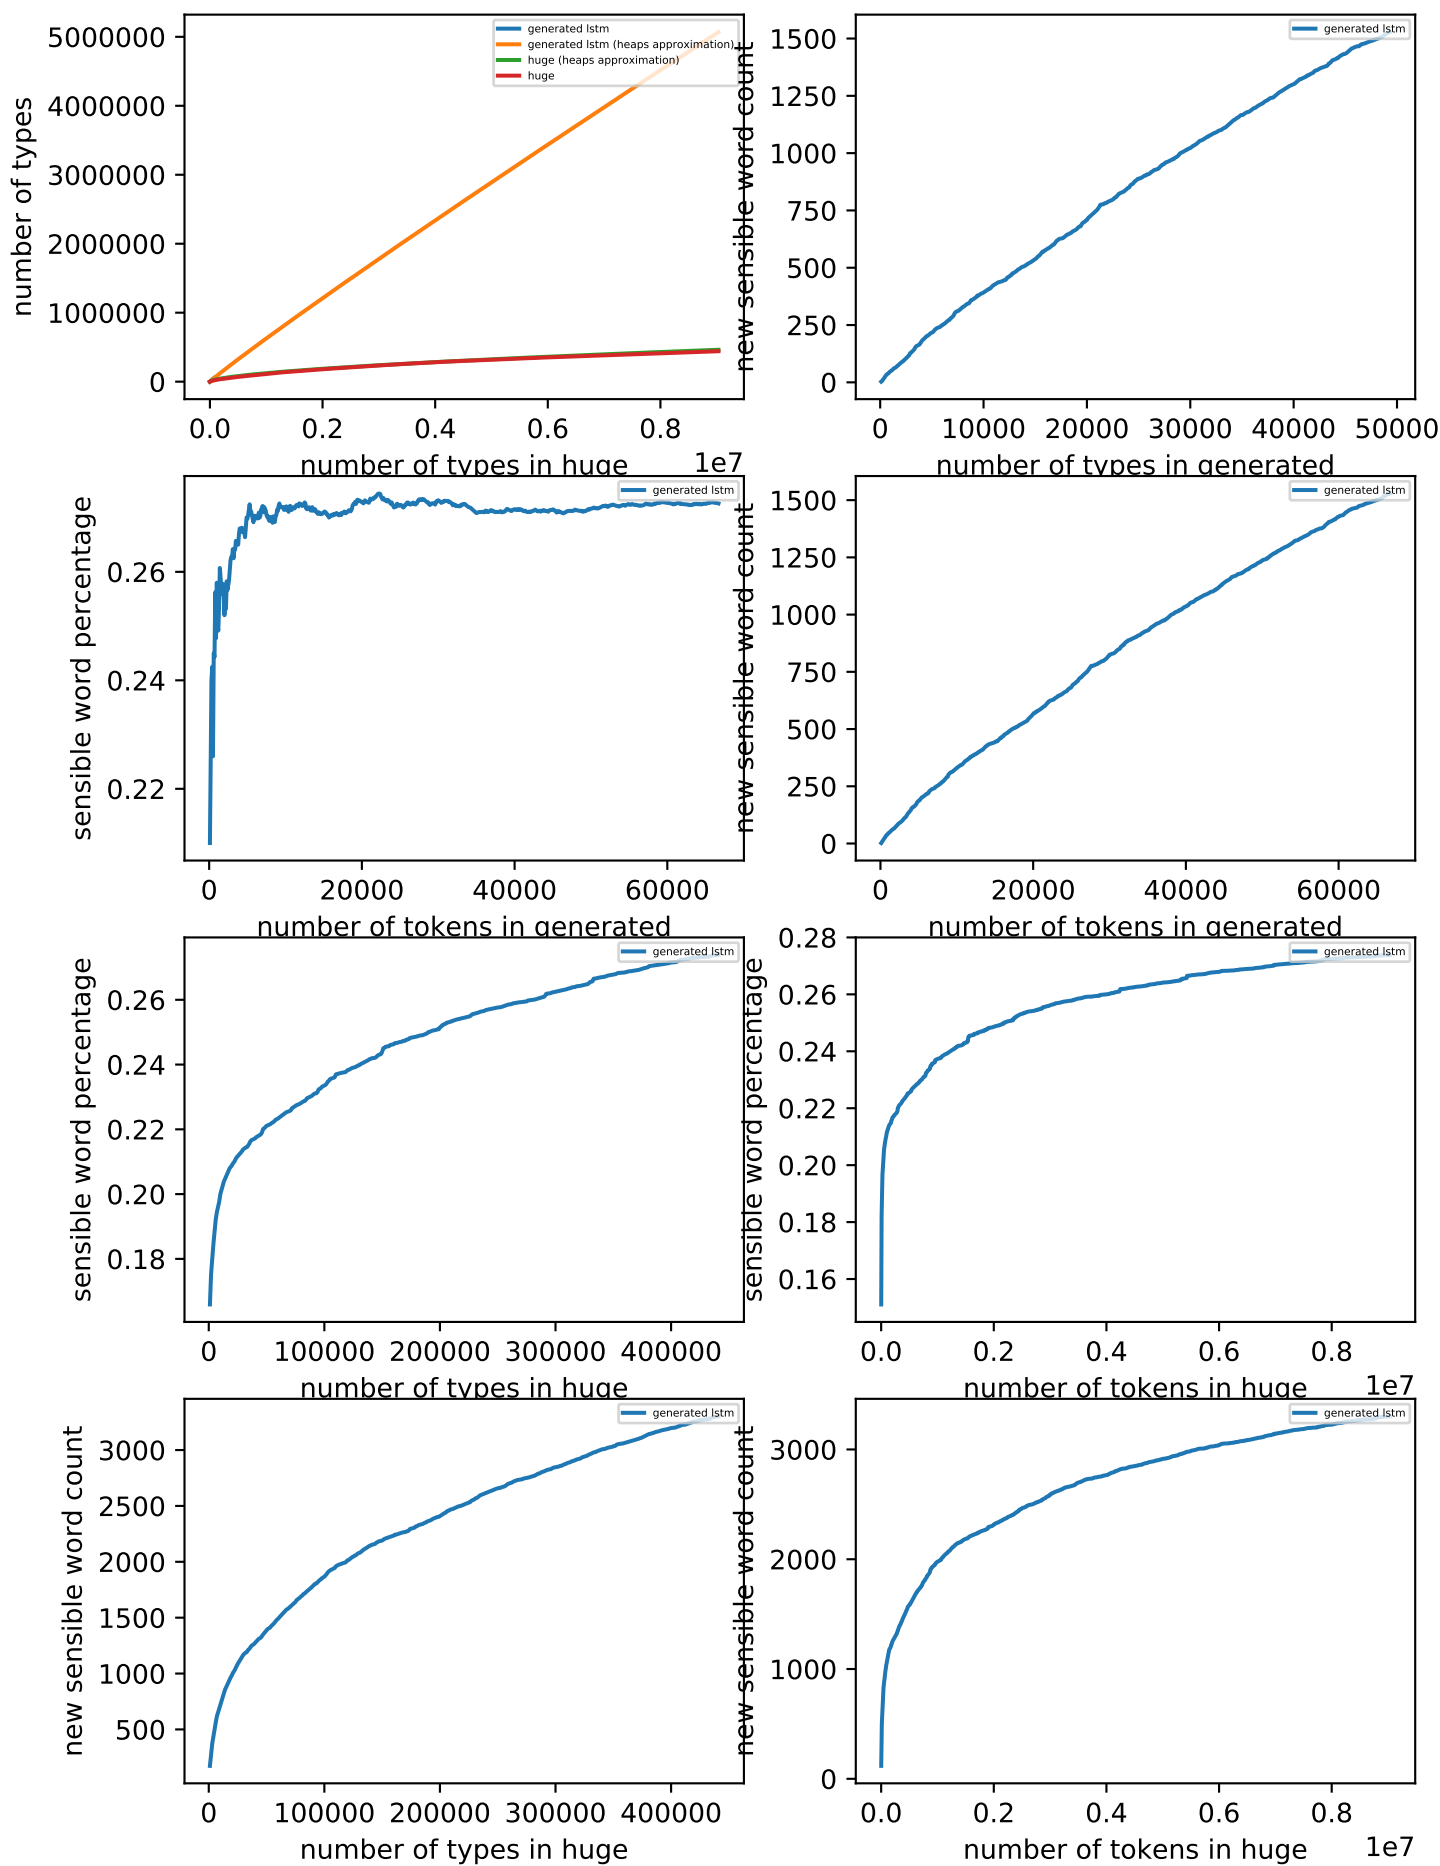 generated lstm
generated lstm (heaps approximation)
huge (heaps approximation)
huge
number of types
5000000
4000000
3000000
2000000
1000000
0
0.0 0.2 0.4 0.6 0.8
1e7
number of types in huge
generated lstm
new sensible word count
1500
1250
1000
750
500
250
0
0 10000 20000 30000 40000 50000
number of types in generated
generated lstm
sensible word percentage
0.26
0.24
0.22
0 20000 40000 60000
number of tokens in generated
generated lstm
new sensible word count
1500
1250
1000
750
500
250
0
0 20000 40000 60000
number of tokens in generated
generated lstm
sensible word percentage
0.26
0.24
0.22
0.20
0.18
0 100000 200000 300000 400000
number of types in huge
generated lstm
sensible word percentage
0.28
0.26
0.24
0.22
0.20
0.18
0.16
0.0 0.2 0.4 0.6 0.8
1e7
number of tokens in huge
generated lstm
new sensible word count
3000
2500
2000
1500
1000
500
0 100000 200000 300000 400000
number of types in huge
generated lstm
new sensible word count
3000
2000
1000
0
0.0 0.2 0.4 0.6 0.8
1e7
number of tokens in huge